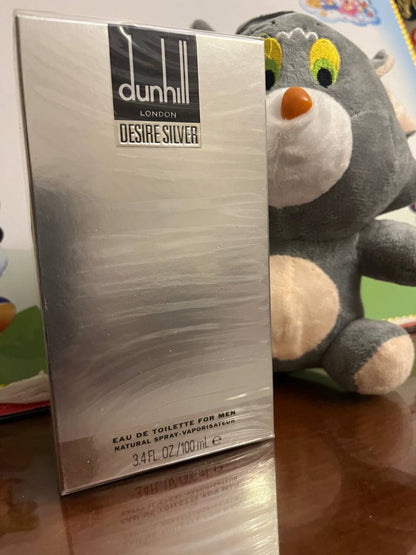 dunhill
LONDON
DESIRE SILVER
EAU DE TOILETTE FOR MEN
NATURAL SPRAY-VAPORISATEUR
3.4 FL. OZ/100 mL ℮